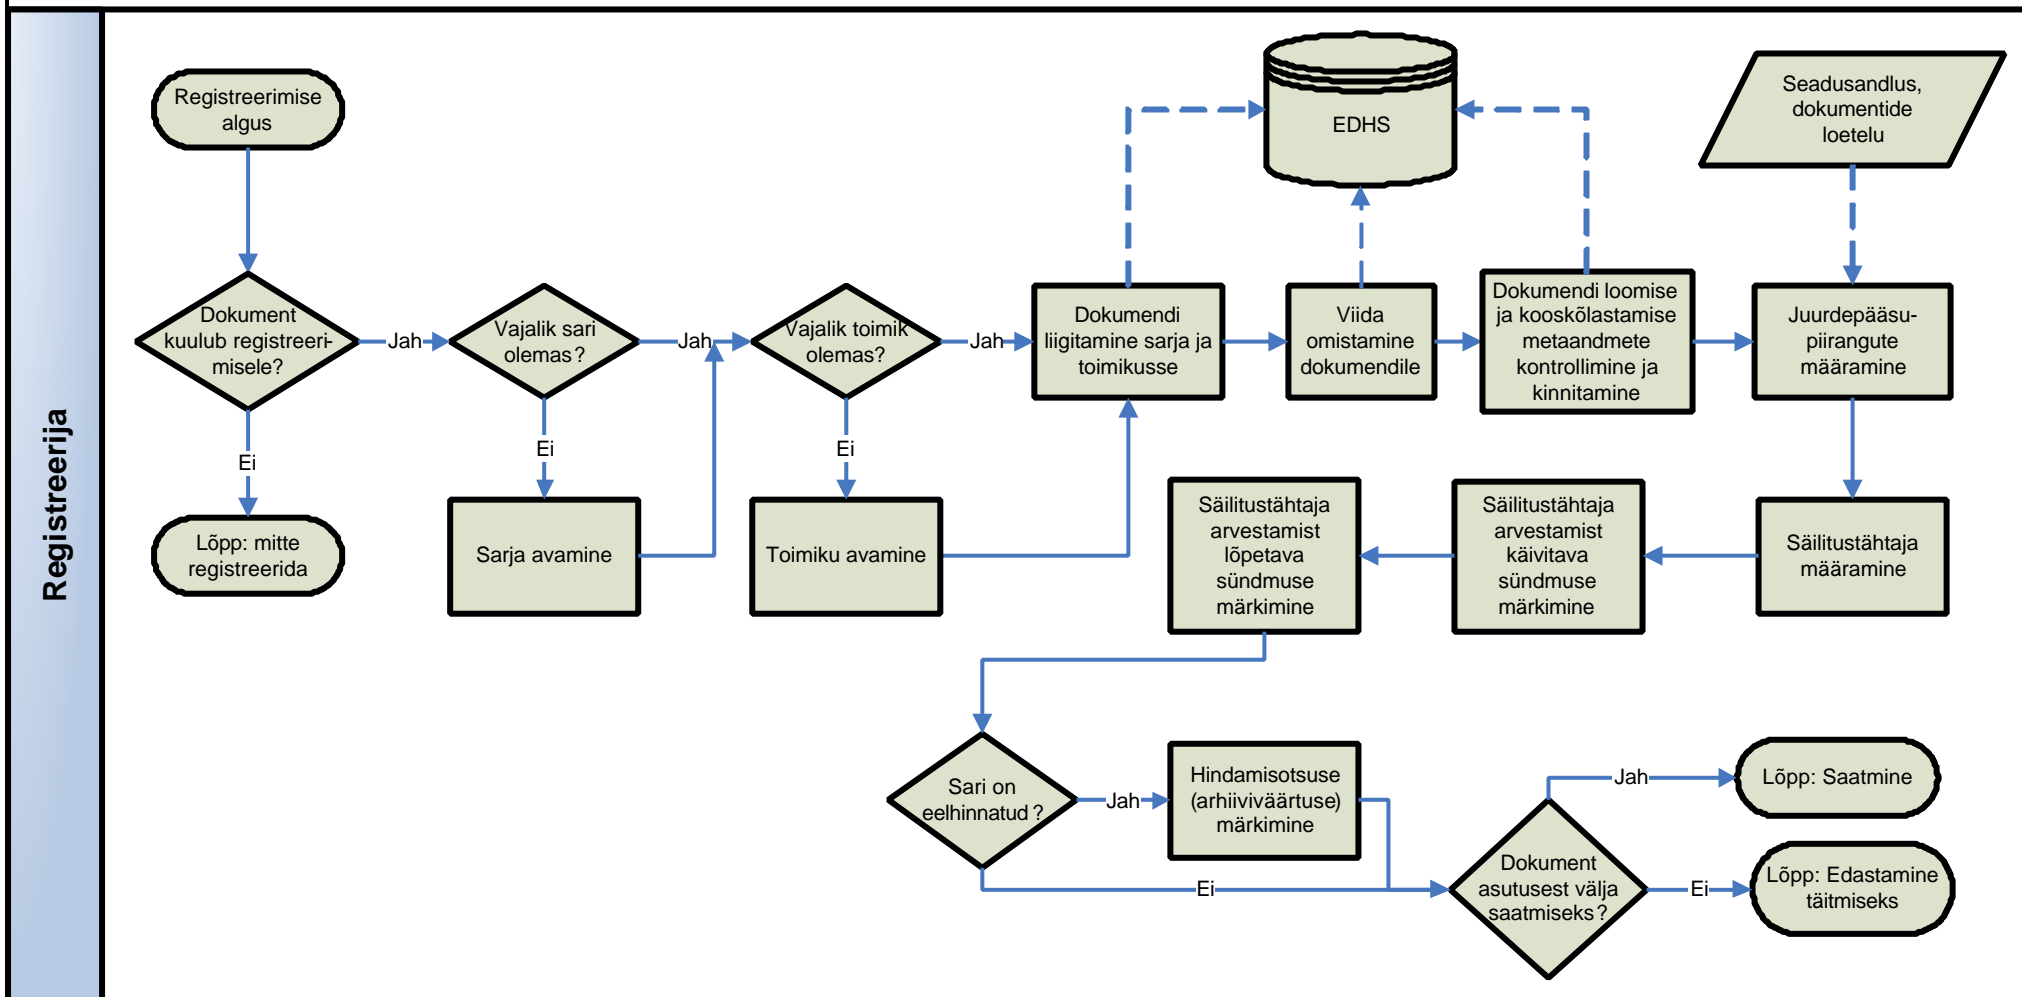 Registreerija
Registreerimise
algus
EDHS
Seadusandlus,
dokumentide
loetelu
Dokument
kuulub registreeri-
misele?
Jah
Vajalik sari
olemas?
Jah
Vajalik toimik
olemas?
Jah
Dokumendi
liigitamine sarja ja
toimikusse
Viida
omistamine
dokumendile
Dokumendi loomise
ja kooskõlastamise
metaandmete
kontrollimine ja
kinnitamine
Juurdepääsu-
piirangute
määramine
Ei
Ei
Ei
Lõpp: mitte
registreerida
Sarja avamine
Toimiku avamine
Säilitustähtaja
arvestamist
lõpetava
sündmuse
märkimine
Säilitustähtaja
arvestamist
käivitava
sündmuse
märkimine
Säilitustähtaja
määramine
Sari on
eelhinnatud?
Jah
Hindamisotsuse
(arhiiviväärtuse)
märkimine
Ei
Dokument
asutusest välja
saatmiseks?
Jah
Lõpp: Saatmine
Ei
Lõpp: Edastamine
täitmiseks